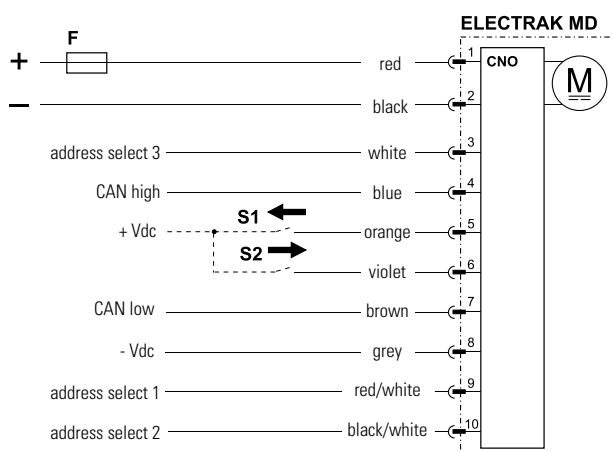 ELECTRAK MD
F
+ red 1 CNO
M
− black 2
address select 3 white 3
CAN high blue 4
S1
+ Vdc orange 5
S2
violet 6
CAN low brown 7
- Vdc grey 8
address select 1 red/white 9
address select 2 black/white 10